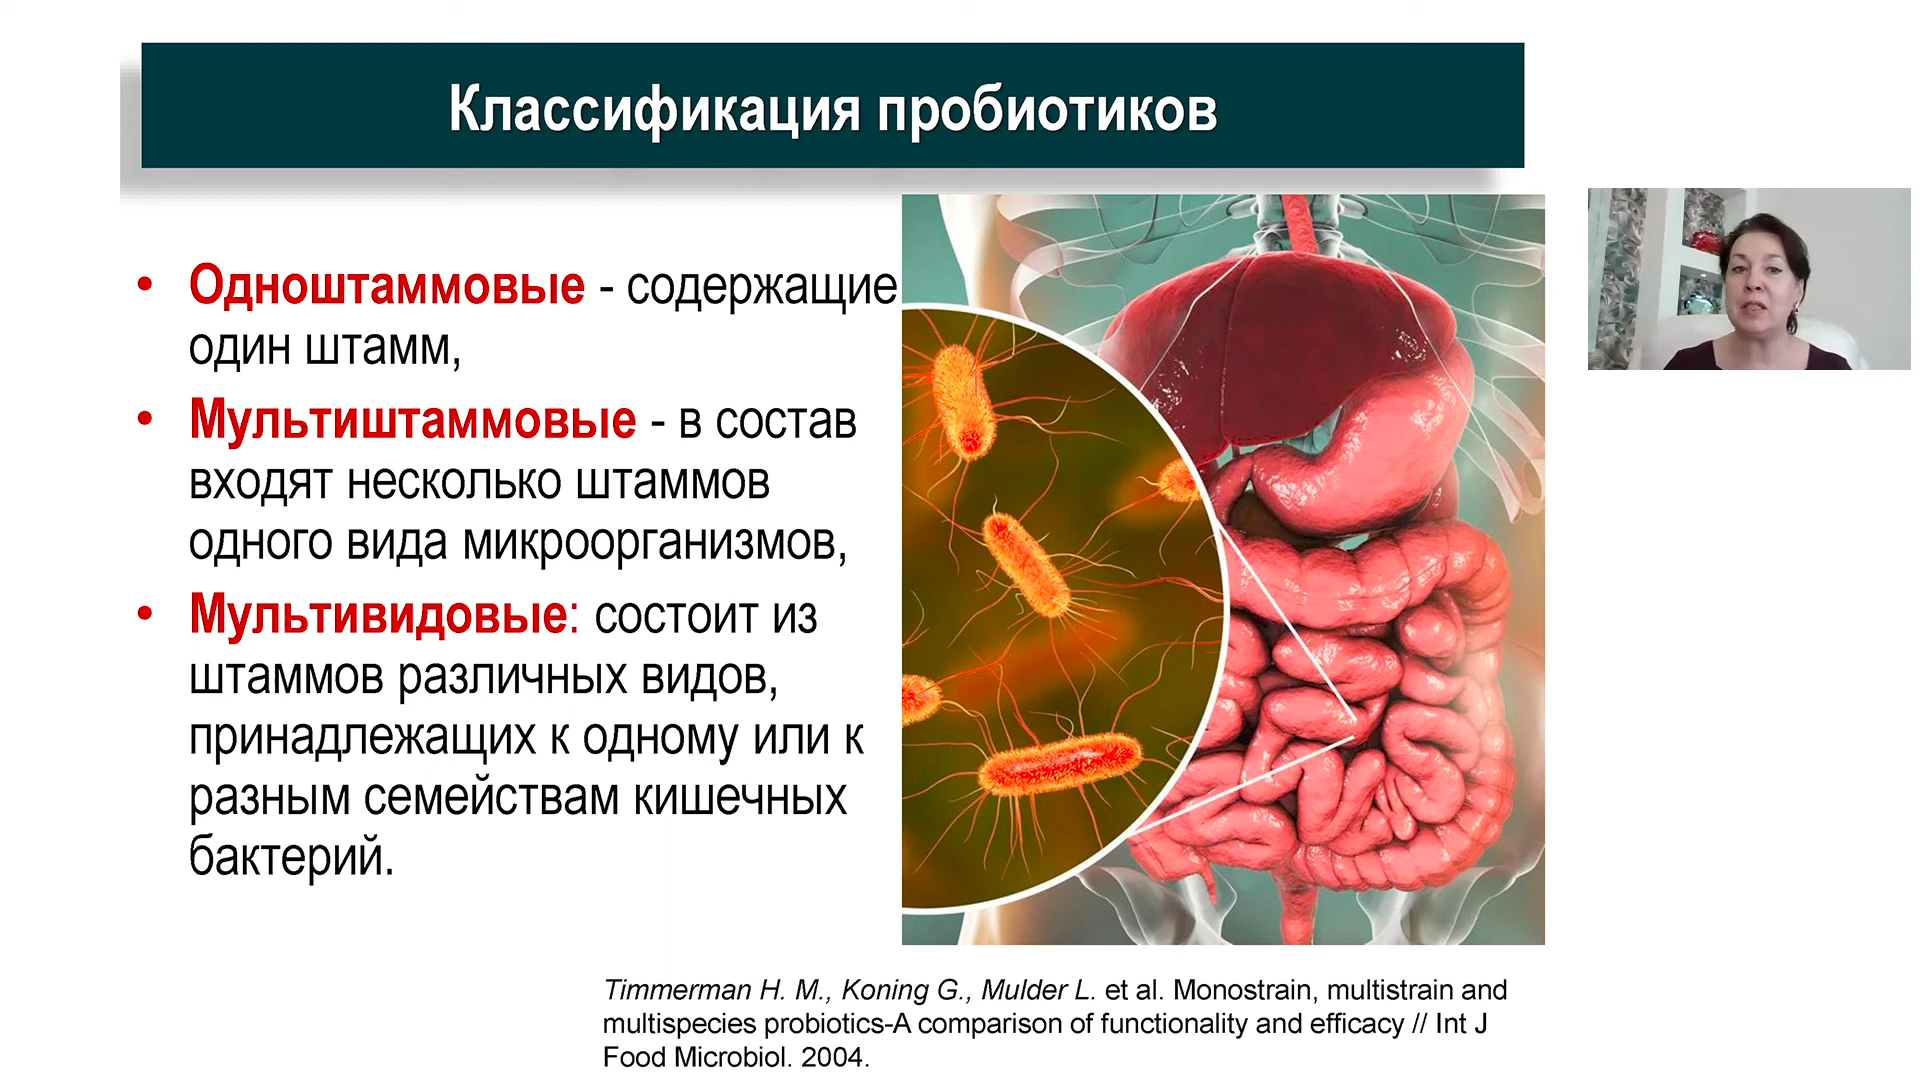 Классификация пробиотиков
• Одноштаммовые - содержащие
один штамм,
• Мультиштаммовые - в состав
входят несколько штаммов
одного вида микроорганизмов,
• Мультивидовые: состоит из
штаммов различных видов,
принадлежащих к одному или к
разным семействам кишечных
бактерий.
Timmerman H. M., Koning G., Mulder L. et al. Monostrain, multistrain and
multispecies probiotics-A comparison of functionality and efficacy // Int J
Food Microbiol. 2004.